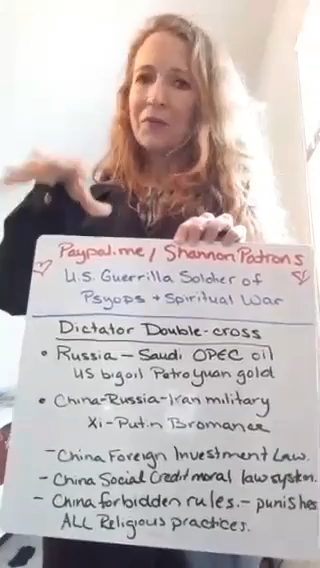 Paypal.me/ShannonPatrons
U.S. Guerrilla Soldier of
Psyops + Spiritual War
Dictator Double-cross
• Russia – Saudi OPEC oil
US bigoil Petroyuan gold
• China-Russia-Iran military
Xi-Putin Bromance
- China Foreign Investment Law.
- China Social Credit moral law system.
- China forbidden rules. - punishes
ALL Religious practices.